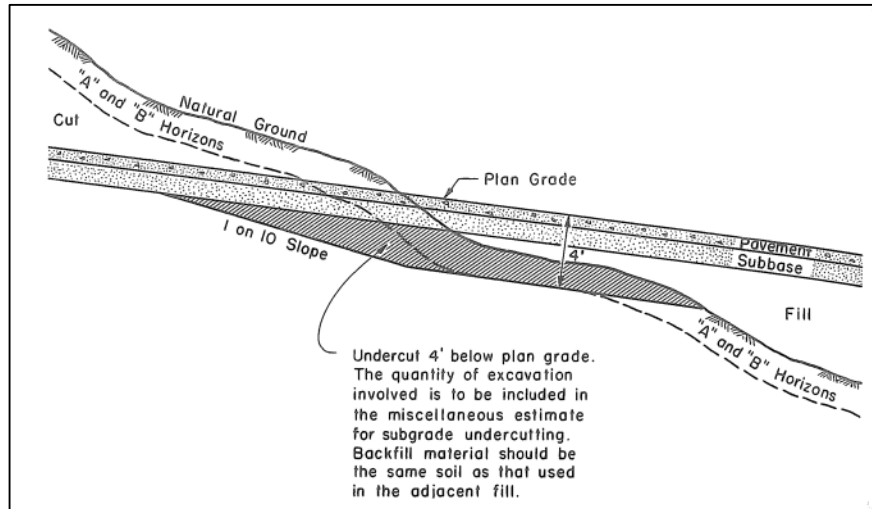 "A" and "B" Horizons
Natural Ground
Cut
Plan Grade
1 on 10 Slope
4'
Pavement
Subbase
Fill
"A" and "B" Horizons
Undercut 4' below plan grade.
The quantity of excavation
involved is to be included in
the miscellaneous estimate
for subgrade undercutting.
Backfill material should be
the same soil as that used
in the adjacent fill.